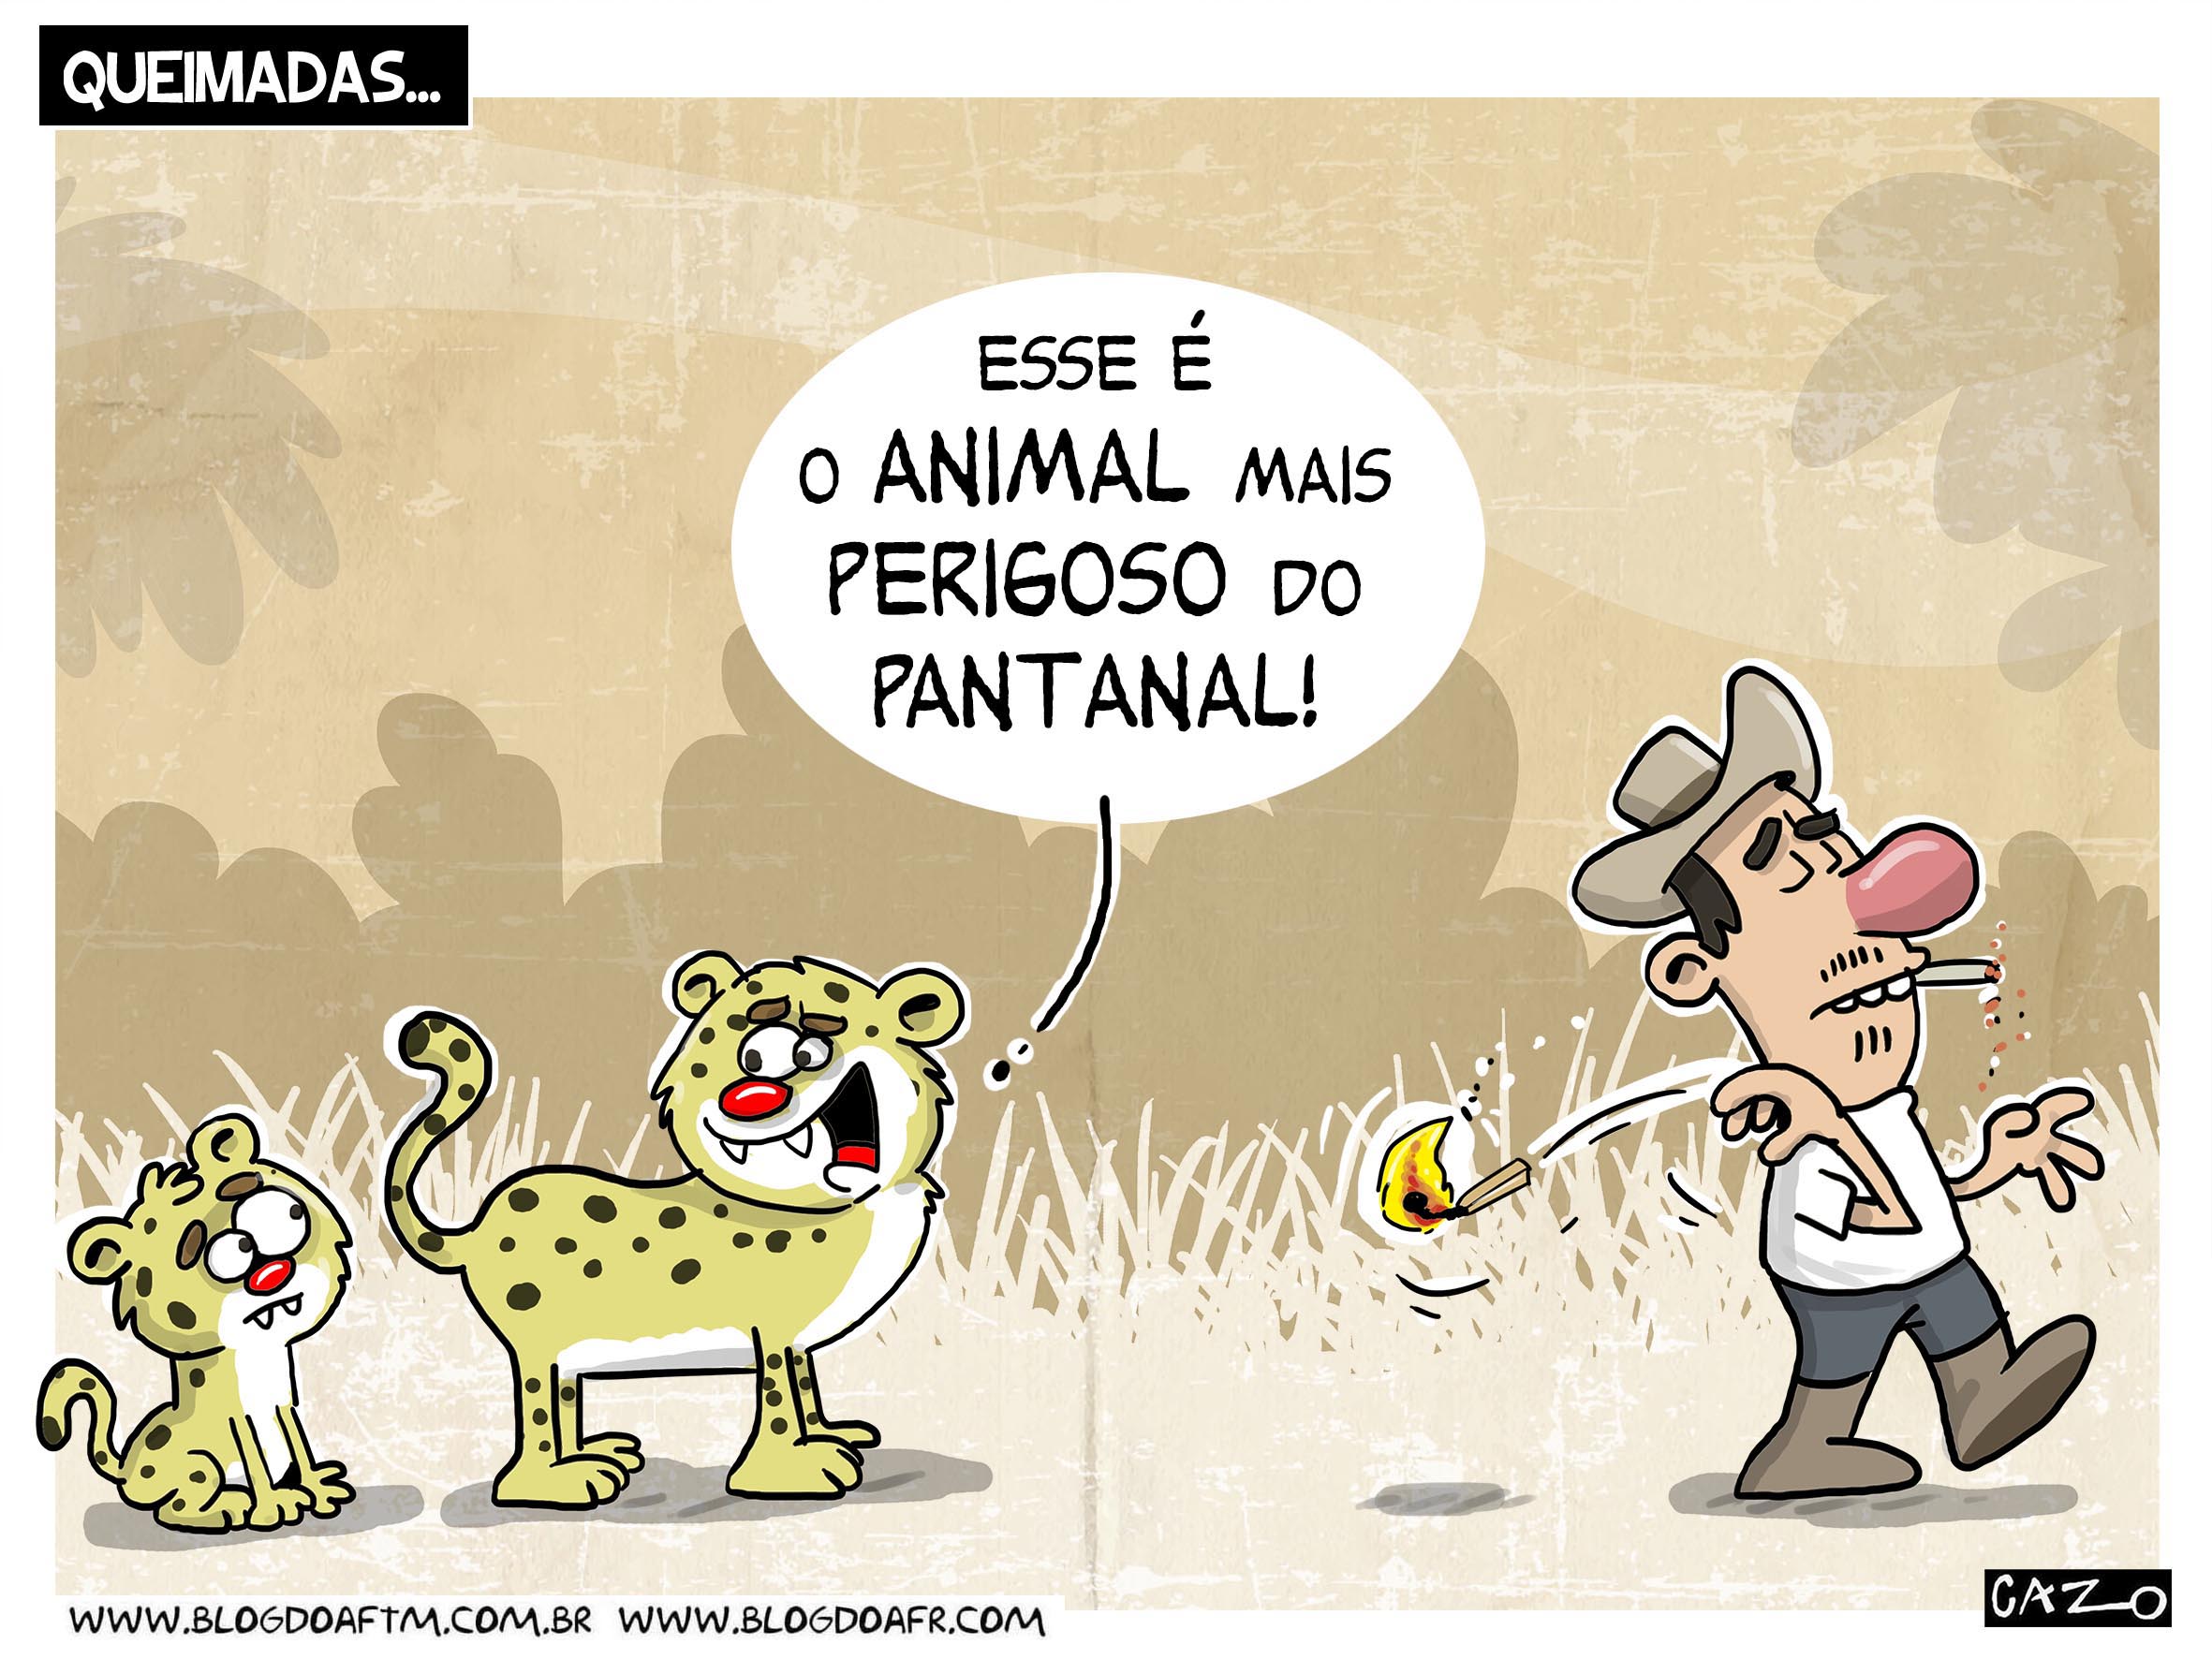 QUEIMADAS...
ESSE É
O ANIMAL MAIS
PERIGOSO DO
PANTANAL!
WWW.BLOGDOAFTM.COM.BR WWW.BLOGDOAFR.COM
CAZO